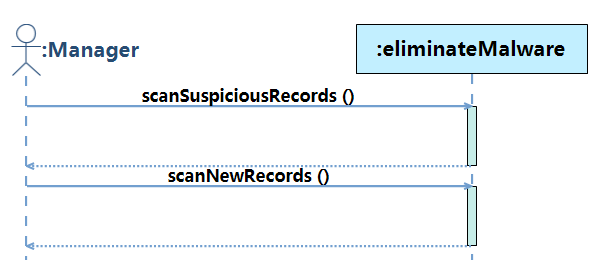 :Manager
:eliminateMalware
scanSuspiciousRecords ()
scanNewRecords ()